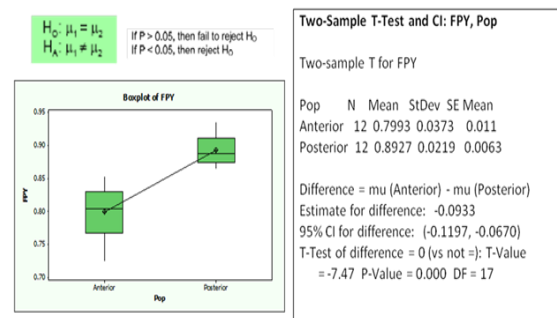 H₀: μ₁ = μ₂
Hₐ: μ₁ ≠ μ₂
If P > 0.05, then fail to reject H₀
If P < 0.05, then reject H₀
Boxplot of FPY
0.95
0.90
0.85
0.80
0.75
0.70
Anterior
Posterior
Pop
Two-Sample T-Test and CI: FPY, Pop
Two-sample T for FPY
Pop N Mean StDev SE Mean
Anterior 12 0.7993 0.0373 0.011
Posterior 12 0.8927 0.0219 0.0063
Difference = mu (Anterior) - mu (Posterior)
Estimate for difference: -0.0933
95% CI for difference: (-0.1197, -0.0670)
T-Test of difference = 0 (vs not =): T-Value
= -7.47 P-Value = 0.000 DF = 17